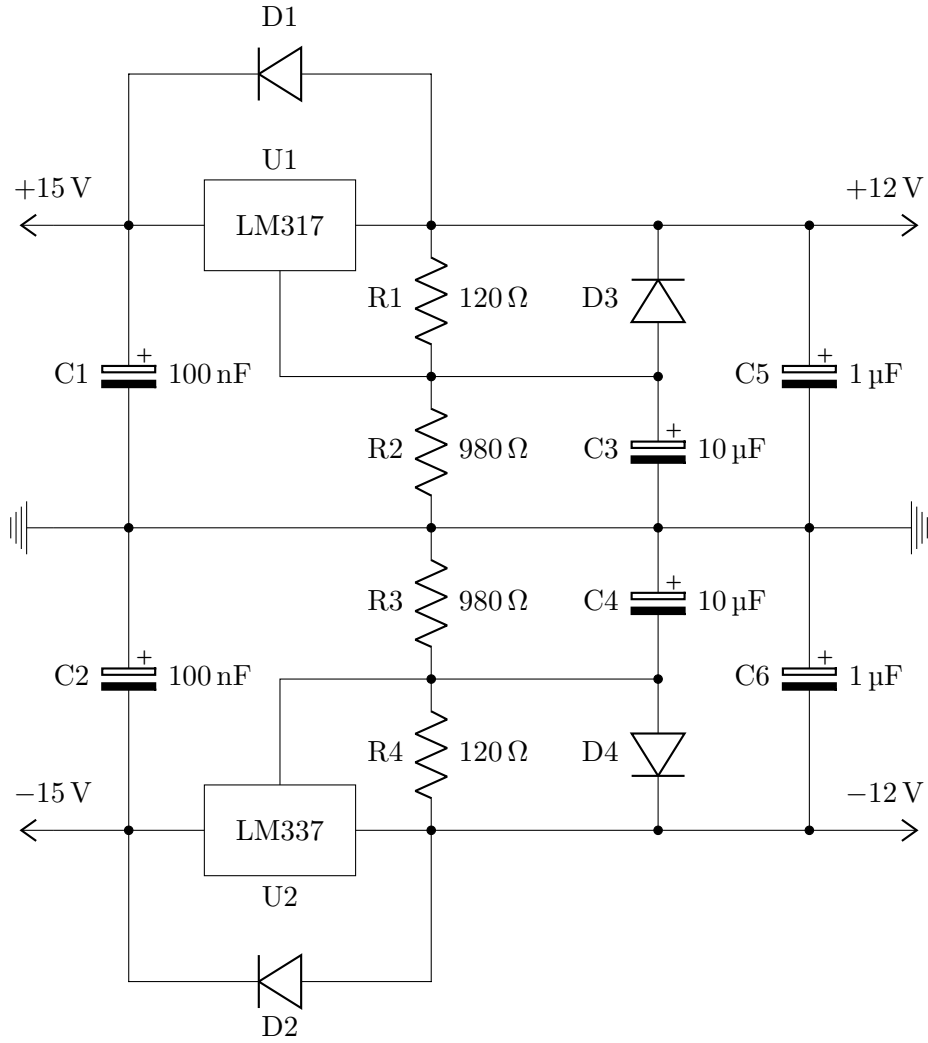 D1
U1
+15 V
LM317
+12 V
R1 120 Ω
D3
C1 + 100 nF
C5 + 1 µF
R2 980 Ω
C3 + 10 µF
R3 980 Ω
C4 + 10 µF
C2 + 100 nF
C6 + 1 µF
R4 120 Ω
D4
−15 V
LM337
−12 V
U2
D2